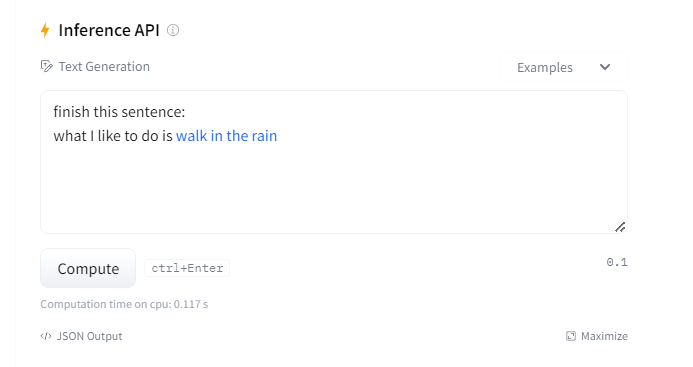 Inference API
Text Generation
Examples
finish this sentence:
what I like to do is walk in the rain
Compute
ctrl+Enter
0.1
Computation time on cpu: 0.117 s
</> JSON Output
Maximize